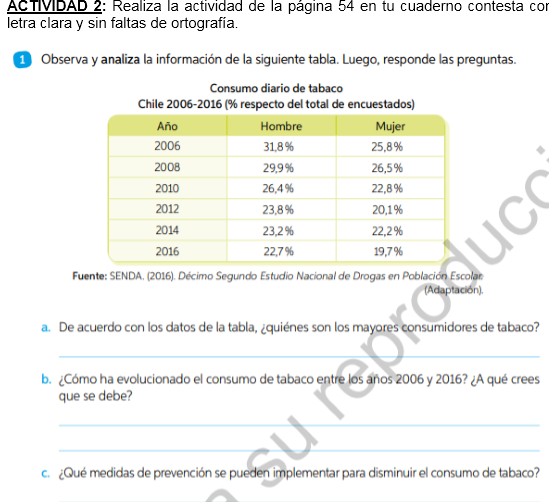 ACTIVIDAD 2: Realiza la actividad de la página 54 en tu cuaderno contesta con
letra clara y sin faltas de ortografía.
1 Observa y analiza la información de la siguiente tabla. Luego, responde las preguntas.
Consumo diario de tabaco
Chile 2006-2016 (% respecto del total de encuestados)
Año Hombre Mujer
2006 31,8 % 25,8 %
2008 29,9 % 26,5 %
2010 26,4 % 22,8 %
2012 23,8 % 20,1 %
2014 23,2 % 22,2 %
2016 22,7 % 19,7 %
Fuente: SENDA. (2016). Décimo Segundo Estudio Nacional de Drogas en Población Escolar.
(Adaptación).
a. De acuerdo con los datos de la tabla, ¿quiénes son los mayores consumidores de tabaco?
b. ¿Cómo ha evolucionado el consumo de tabaco entre los años 2006 y 2016? ¿A qué crees
que se debe?
c. ¿Qué medidas de prevención se pueden implementar para disminuir el consumo de tabaco?
su reproducc